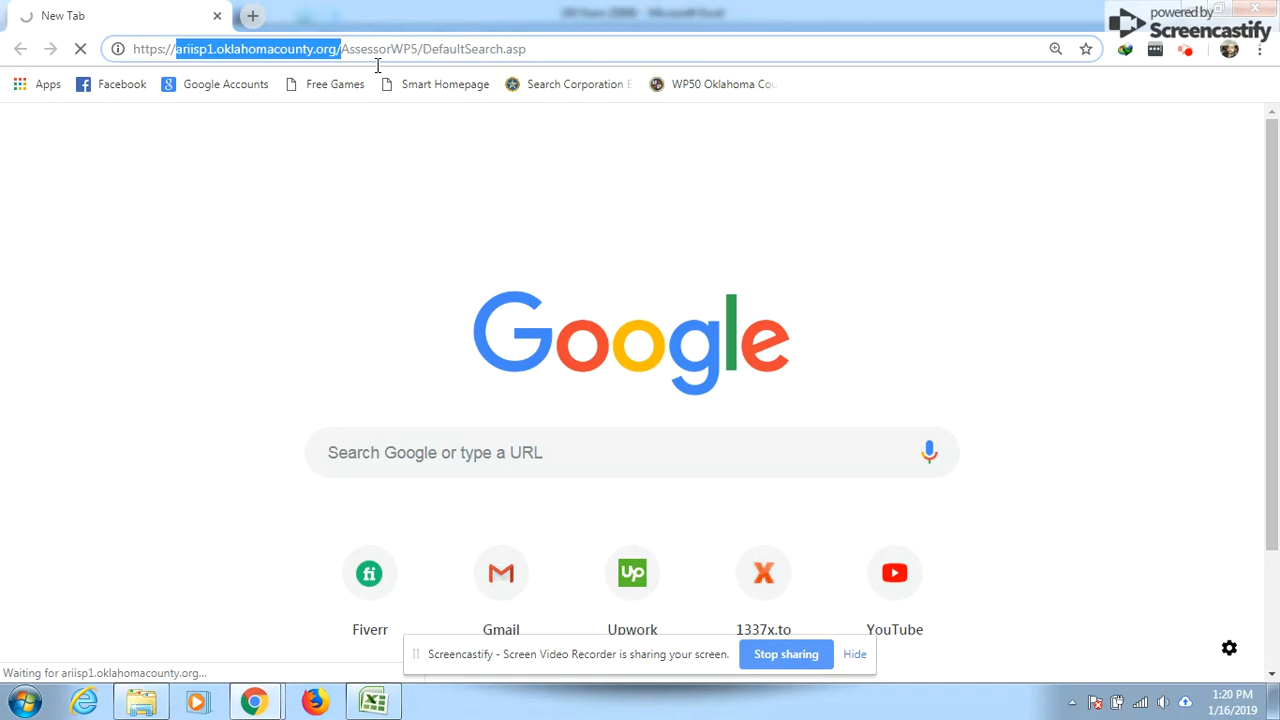 New Tab
powered by
Screencastify
https://ariisp1.oklahomacounty.org/AssessorWP5/DefaultSearch.asp
Apps
Facebook
Google Accounts
Free Games
Smart Homepage
Search Corporation E
WP50 Oklahoma Cou
Google
Search Google or type a URL
fi
Up
Fiverr
Gmail
Upwork
1337x.to
YouTube
Screencastify - Screen Video Recorder is sharing your screen.
Stop sharing
Hide
Waiting for ariisp1.oklahomacounty.org...
1:20 PM
1/16/2019